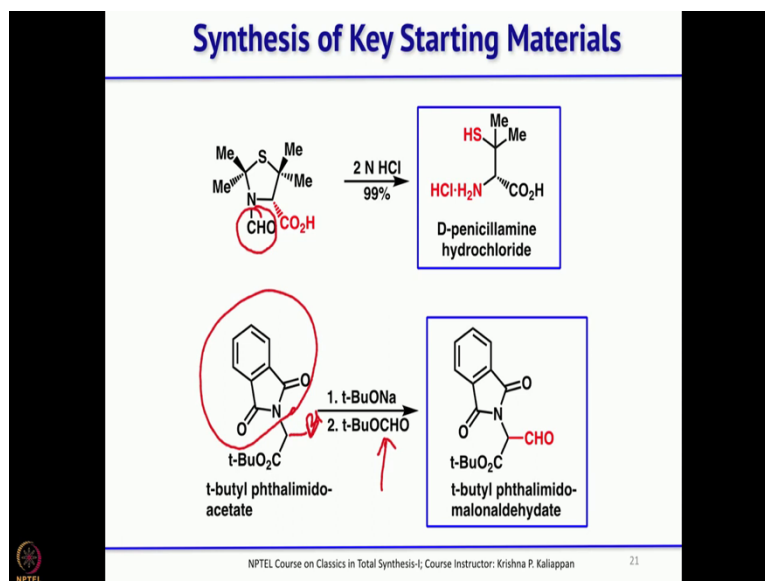 Synthesis of Key Starting Materials
Me S Me
Me Me
N
CHO CO₂H
2 N HCl
99%
Me
HS Me
HCl·H₂N CO₂H
D-penicillamine
hydrochloride
O
N
O
t-BuO₂C
t-butyl phthalimido-
acetate
1. t-BuONa
2. t-BuOCHO
O
N
O CHO
t-BuO₂C
t-butyl phthalimido-
malonaldehydate
NPTEL
NPTEL Course on Classics in Total Synthesis-I; Course Instructor: Krishna P. Kaliappan
21